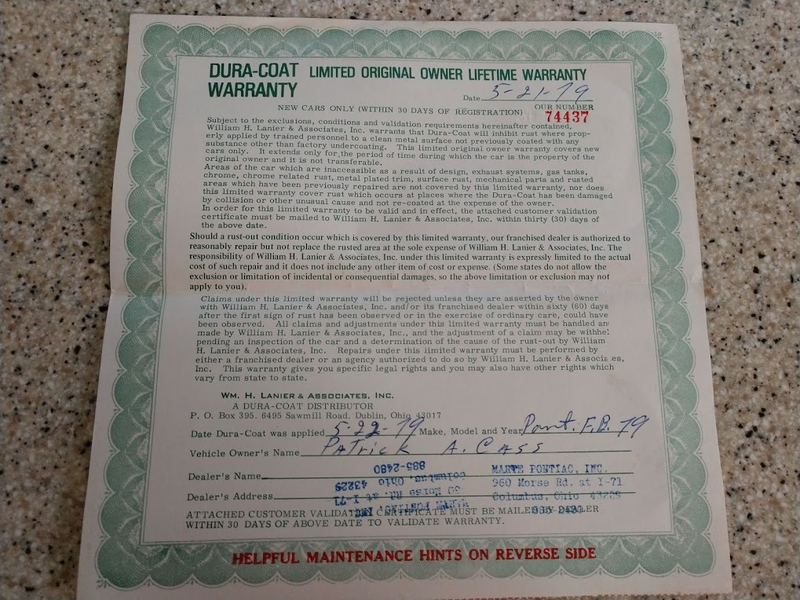 DURA-COAT WARRANTY LIMITED ORIGINAL OWNER LIFETIME WARRANTY
Date 5-21-79
NEW CARS ONLY (WITHIN 30 DAYS OF REGISTRATION) OUR NUMBER
74437
Subject to the exclusions, conditions and validation requirements hereinafter contained,
William H. Lanier & Associates, Inc. warrants that Dura-Coat will inhibit rust where prop-
erly applied by trained personnel to a clean metal surface not previously coated with any
substance other than factory undercoating. This limited original owner warranty covers new
cars only. It extends only for the period of time during which the car is the property of the
original owner and it is not transferable.
Areas of the car which are inaccessible as a result of design, exhaust systems, gas tanks,
chrome, chrome related rust, metal plated trim, surface rust, mechanical parts and rusted
areas which have been previously repaired are not covered by this limited warranty, nor does
this limited warranty cover rust which occurs at places where the Dura-Coat has been damaged
by collision or other unusual cause and not re-coated at the expense of the owner.
In order for this limited warranty to be valid and in effect, the attached customer validation
certificate must be mailed to William H. Lanier & Associates, Inc. within thirty (30) days of
the above date.
Should a rust-out condition occur which is covered by this limited warranty, our franchised dealer is authorized to
reasonably repair but not replace the rusted area at the sole expense of William H. Lanier & Associates, Inc. The
responsibility of William H. Lanier & Associates, Inc. under this limited warranty is expressly limited to the actual
cost of such repair and it does not include any other item of cost or expense. (Some states do not allow the
exclusion or limitation of incidental or consequential damages, so the above limitation or exclusion may not
apply to you).
Claims under this limited warranty will be rejected unless they are asserted by the owner
with William H. Lanier & Associates, Inc. and/or its franchised dealer within sixty (60) days
after the first sign of rust has been observed or in the exercise of ordinary care, could have
been observed. All claims and adjustments under this limited warranty must be handled an
made by William H. Lanier & Associates, Inc., and the adjustment of a claim may be withhel
pending an inspection of the car and a determination of the cause of the rust-out by William
H. Lanier & Associates, Inc. Repairs under this limited warranty must be performed by
either a franchised dealer or an agency authorized to do so by William H. Lanier & Associates,
Inc. This warranty gives you specific legal rights and you may also have other rights which
vary from state to state.
WM. H. LANIER & ASSOCIATES, INC.
A DURA-COAT DISTRIBUTOR
P. O. Box 395. 6495 Sawmill Road. Dublin, Ohio 43017
Date Dura-Coat was applied 5-22-79 Make, Model and Year Pont. F.B. 79
Vehicle Owner's Name PATRICK A. CASS
885-2480
Dealer's Name Columbus, Ohio 43229 PONTIAC, INC.
Dealer's Address 960 Morse Rd. at I-71 960 Morse Rd. at I-71
Columbus, Ohio 43229
ATTACHED CUSTOMER VALIDATION CERTIFICATE MUST BE MAILED BY DEALER
WITHIN 30 DAYS OF ABOVE DATE TO VALIDATE WARRANTY.
HELPFUL MAINTENANCE HINTS ON REVERSE SIDE